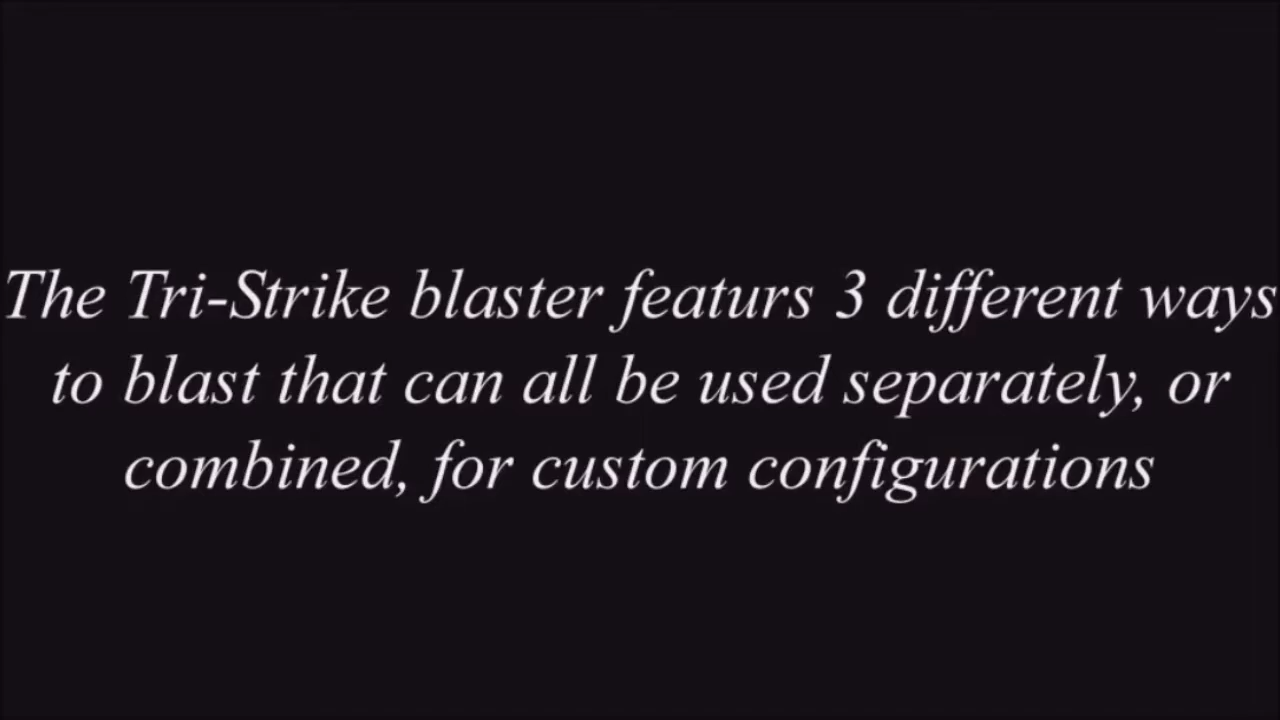 The Tri-Strike blaster featurs 3 different ways
to blast that can all be used separately, or
combined, for custom configurations